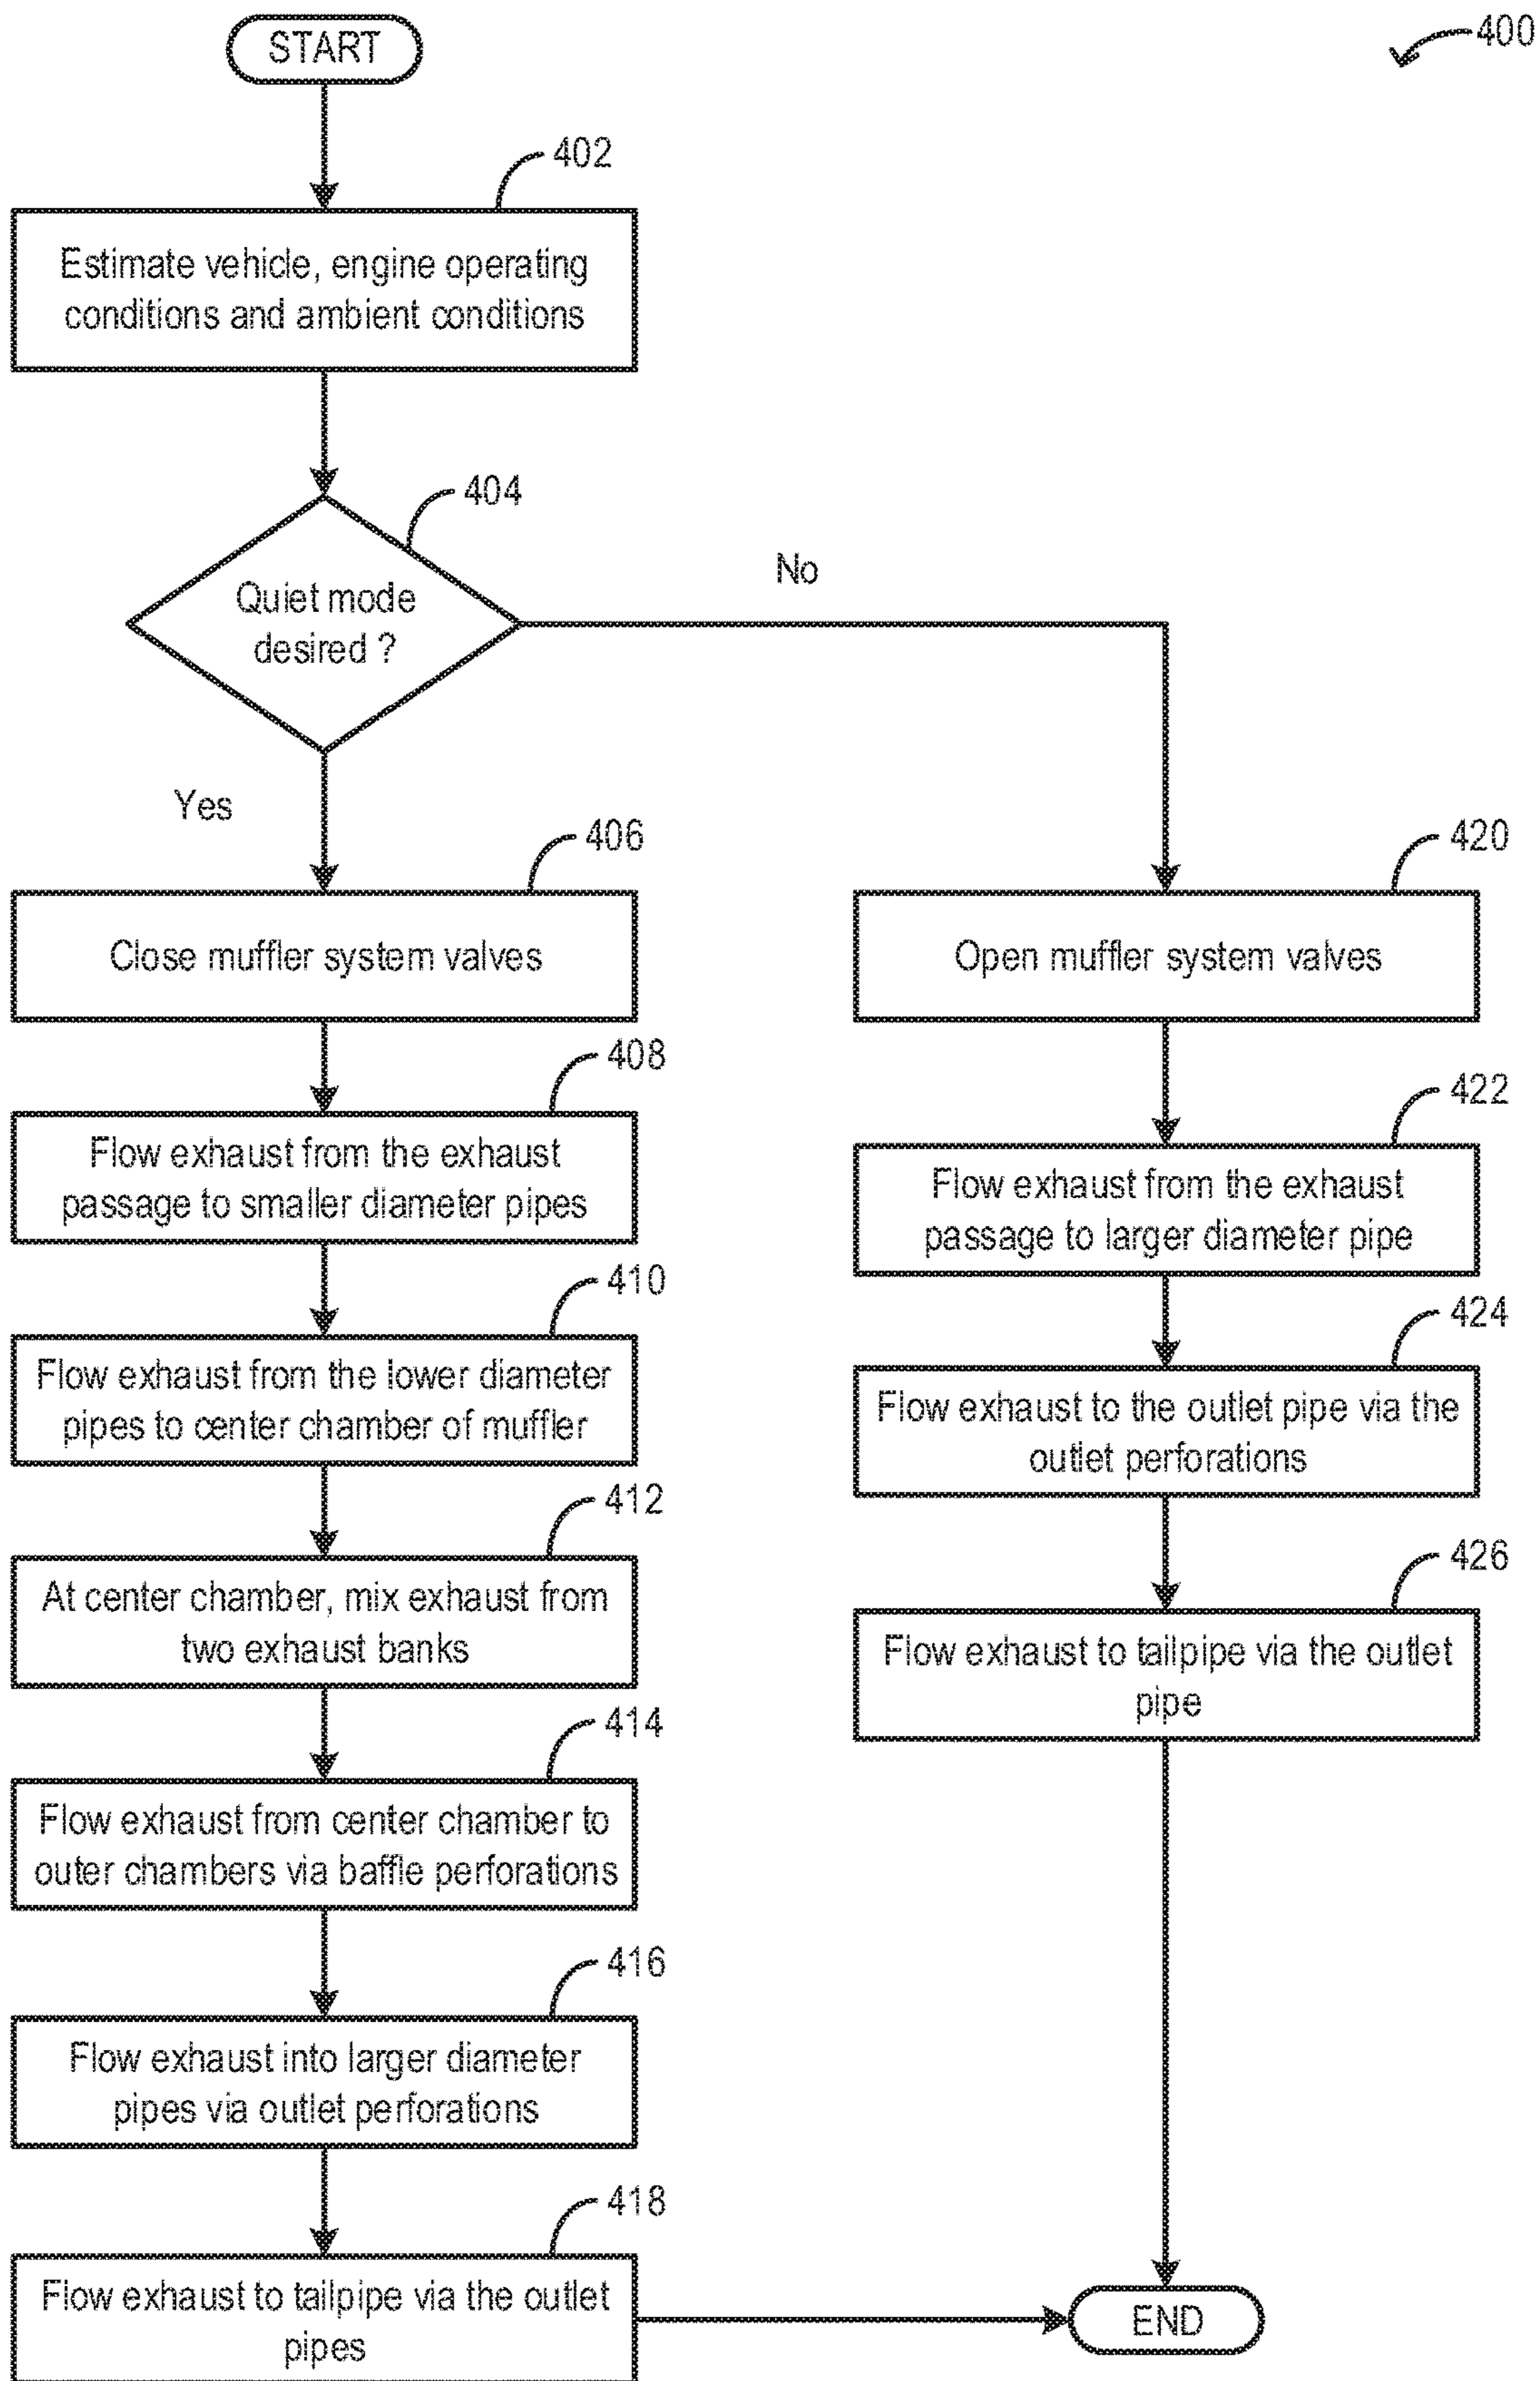 START
400
402
Estimate vehicle, engine operating
conditions and ambient conditions
404
Quiet mode
desired ?
No
Yes
406
Close muffler system valves
408
Flow exhaust from the exhaust
passage to smaller diameter pipes
410
Flow exhaust from the lower diameter
pipes to center chamber of muffler
412
At center chamber, mix exhaust from
two exhaust banks
414
Flow exhaust from center chamber to
outer chambers via baffle perforations
416
Flow exhaust into larger diameter
pipes via outlet perforations
418
Flow exhaust to tailpipe via the outlet
pipes
420
Open muffler system valves
422
Flow exhaust from the exhaust
passage to larger diameter pipe
424
Flow exhaust to the outlet pipe via the
outlet perforations
426
Flow exhaust to tailpipe via the outlet
pipe
END